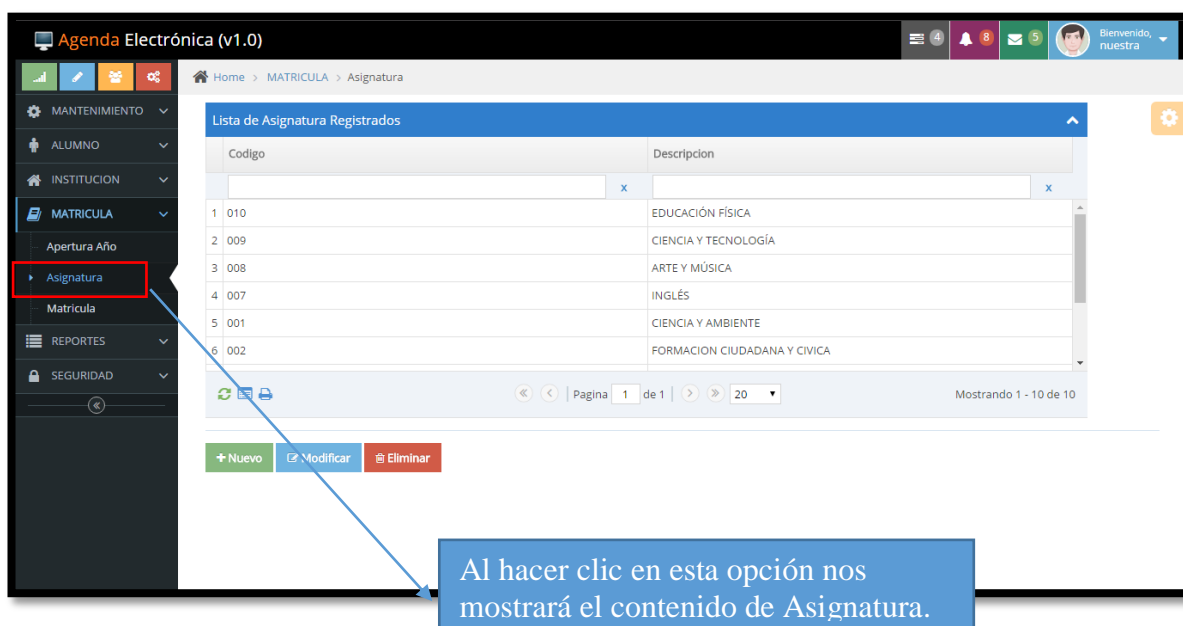 Agenda Electrónica (v1.0)
4 8 5 Bienvenido, nuestra
Home > MATRICULA > Asignatura
MANTENIMIENTO
ALUMNO
INSTITUCION
MATRICULA
Apertura Año
Asignatura
Matricula
REPORTES
SEGURIDAD
Lista de Asignatura Registrados
Codigo Descripcion
x x
1 010 EDUCACIÓN FÍSICA
2 009 CIENCIA Y TECNOLOGÍA
3 008 ARTE Y MÚSICA
4 007 INGLÉS
5 001 CIENCIA Y AMBIENTE
6 002 FORMACION CIUDADANA Y CIVICA
Pagina 1 de 1 20 Mostrando 1 - 10 de 10
Nuevo Modificar Eliminar
Al hacer clic en esta opción nos
mostrará el contenido de Asignatura.